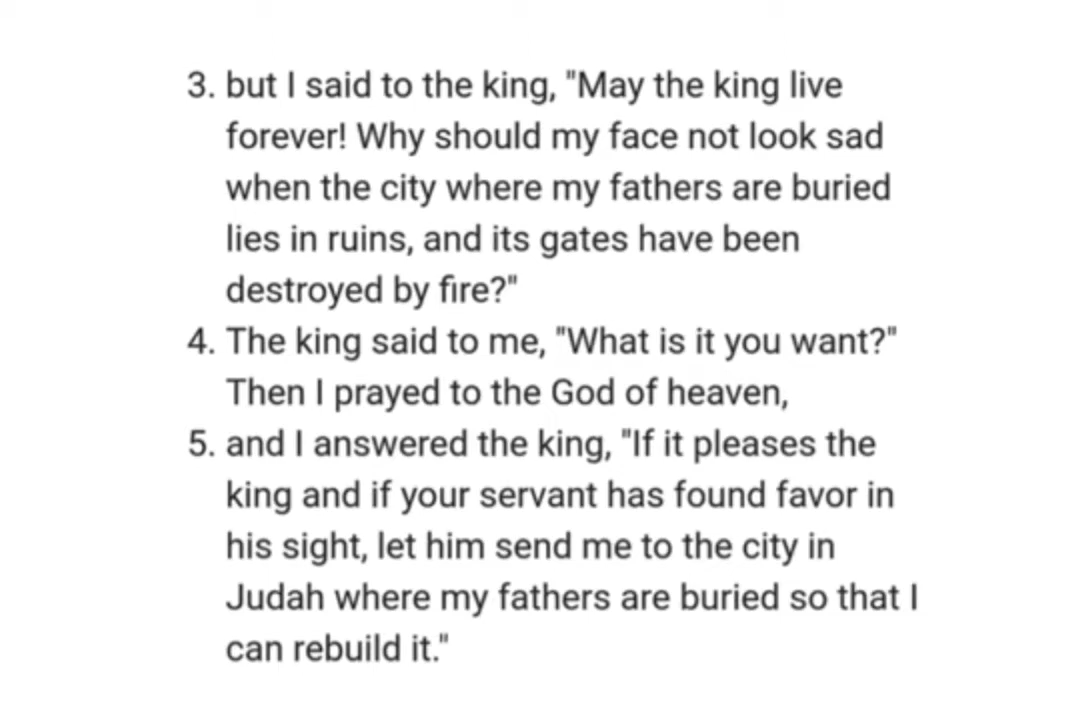 3. but I said to the king, "May the king live
forever! Why should my face not look sad
when the city where my fathers are buried
lies in ruins, and its gates have been
destroyed by fire?"
4. The king said to me, "What is it you want?"
Then I prayed to the God of heaven,
5. and I answered the king, "If it pleases the
king and if your servant has found favor in
his sight, let him send me to the city in
Judah where my fathers are buried so that I
can rebuild it."